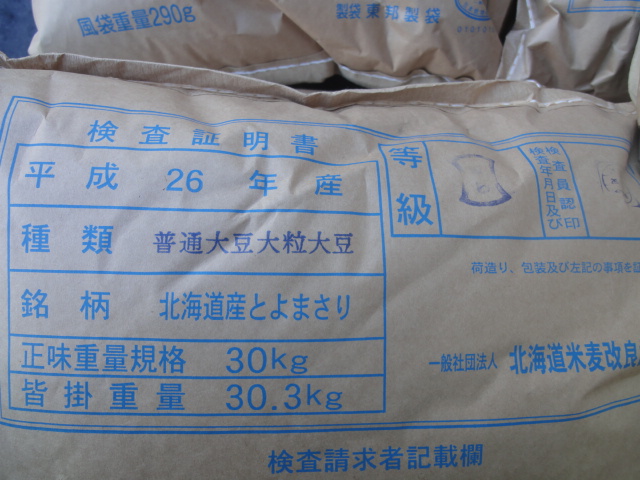 風袋重量290g
製袋 東邦製袋
検査証明書
平成 26 年産
種類 普通大豆大粒大豆
銘柄 北海道産とよまさり
正味重量規格 30kg
皆掛重量 30.3kg
等級
検査員認印
検査年月日及び
荷造り、包装及び左記の事項を証
一般社団法人 北海道米麦改良
検査請求者記載欄